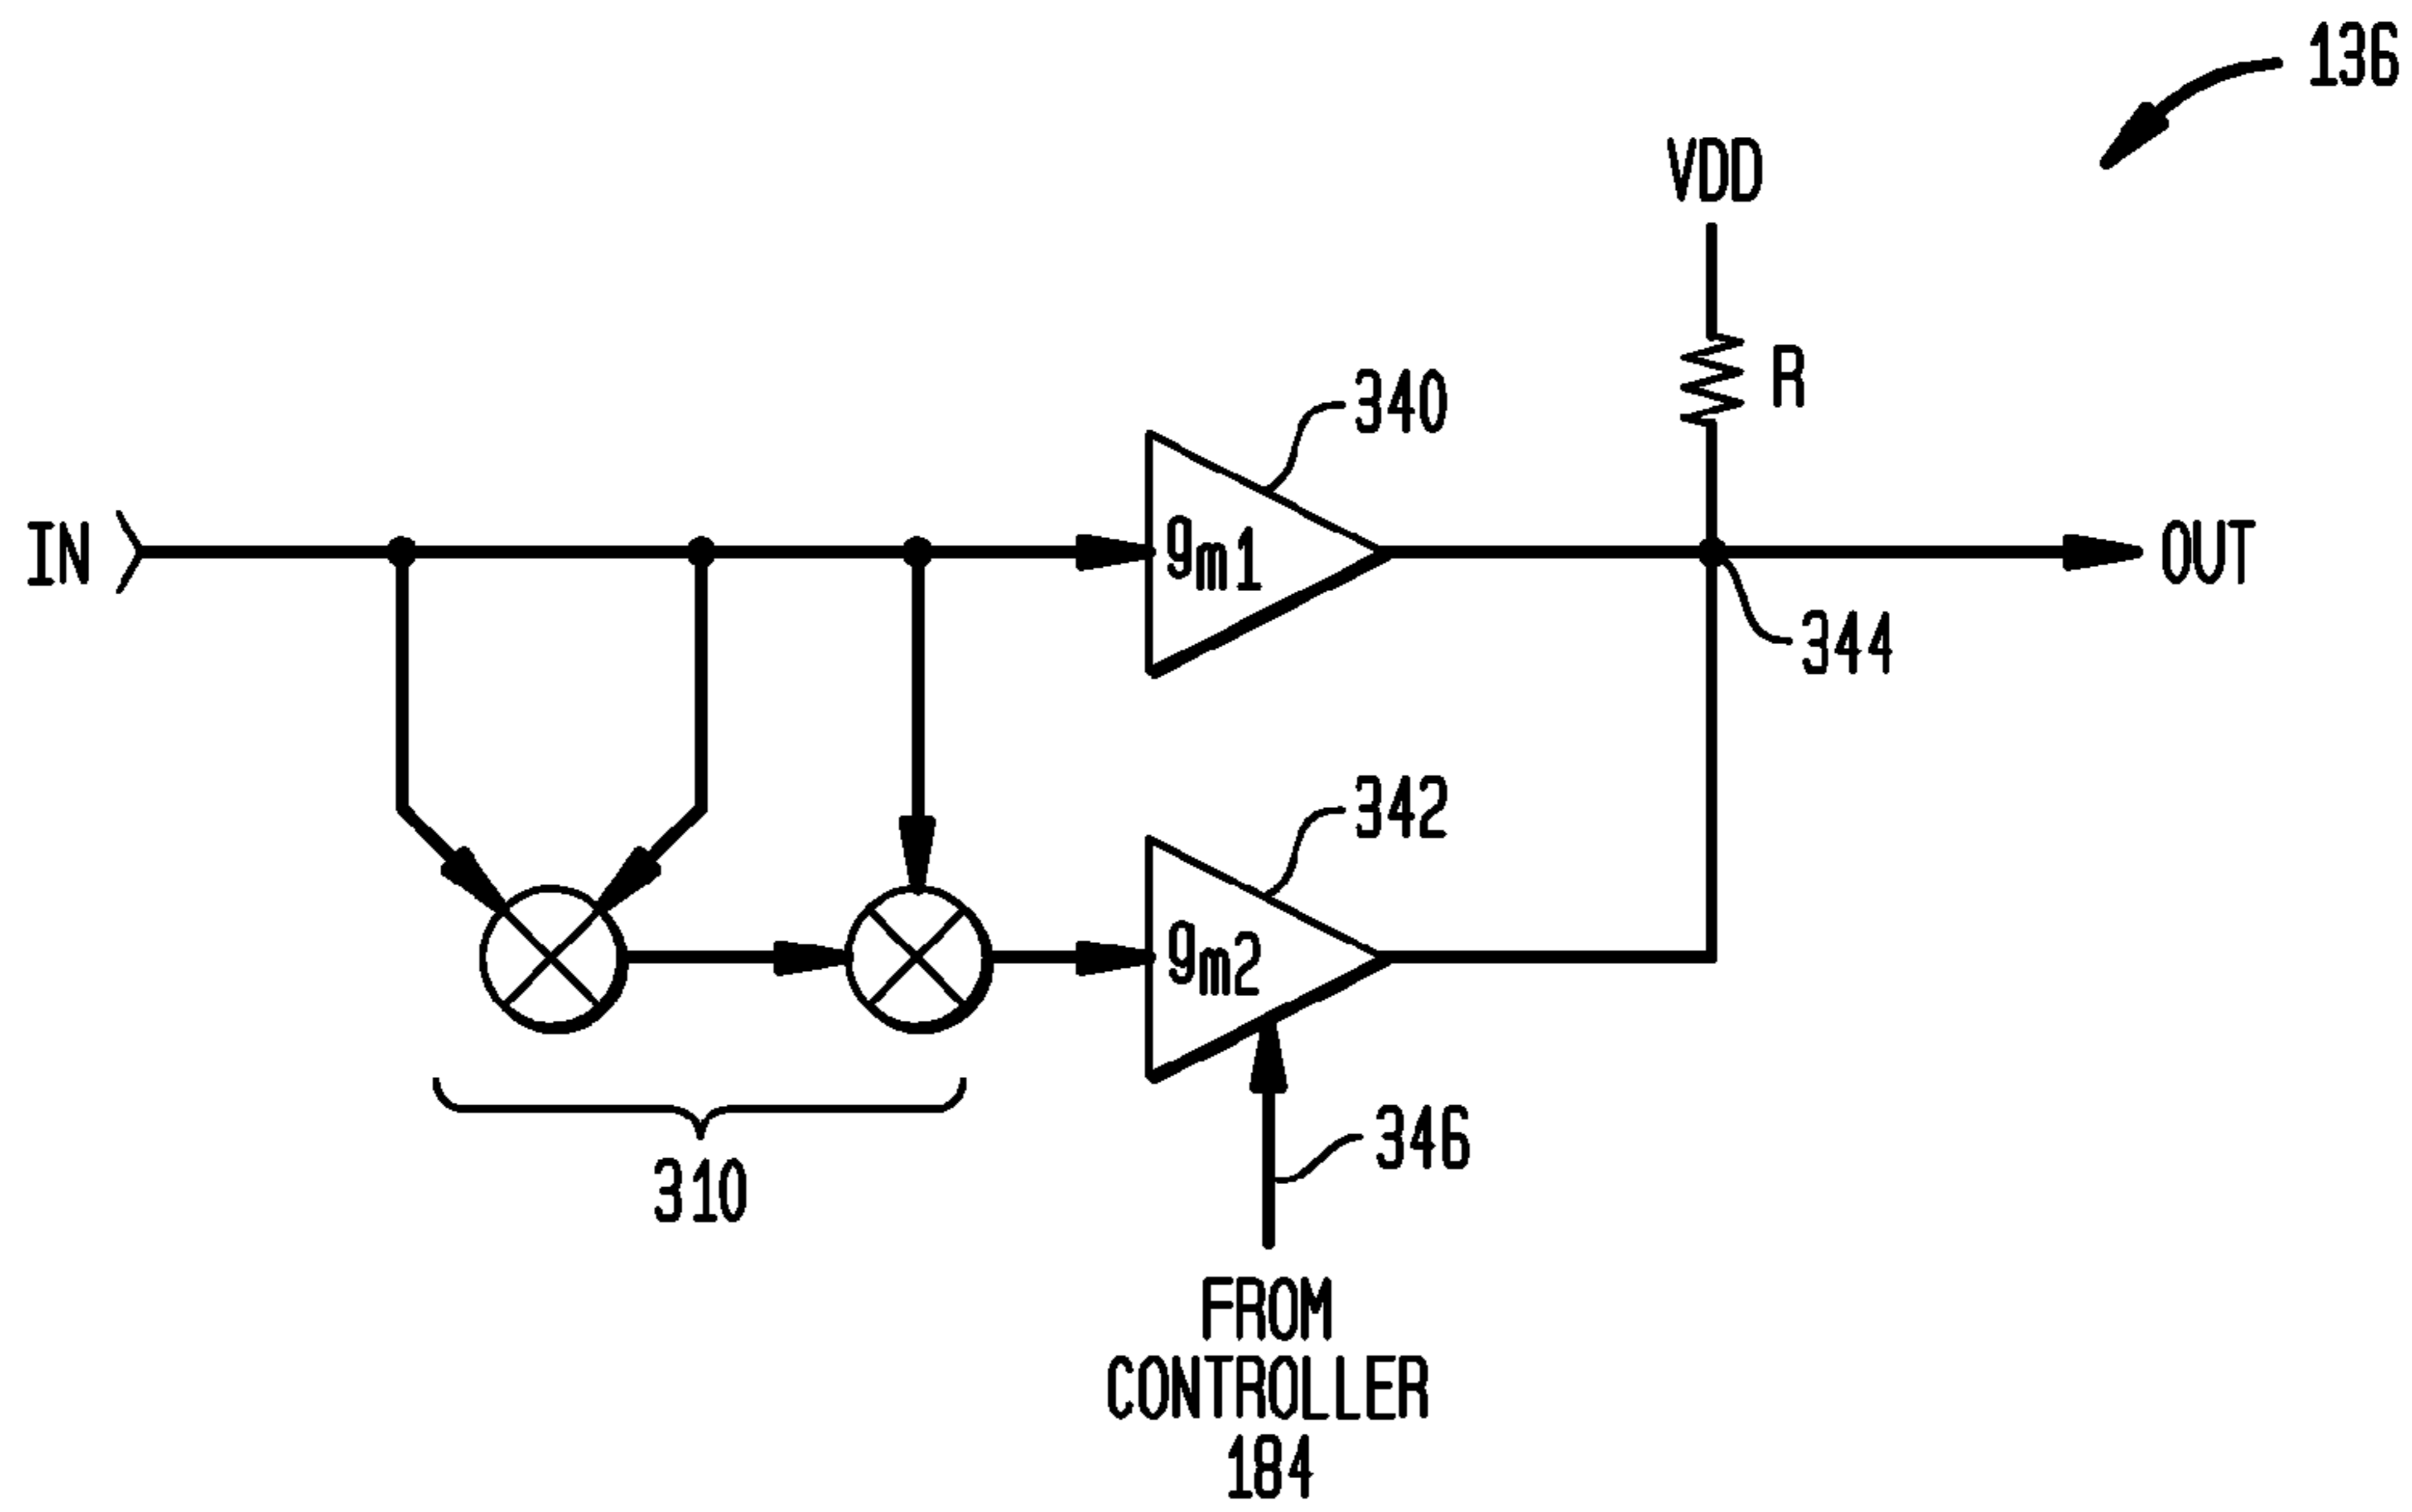 136
VDD
R
340
IN
gm1
OUT
344
342
gm2
346
310
FROM
CONTROLLER
184